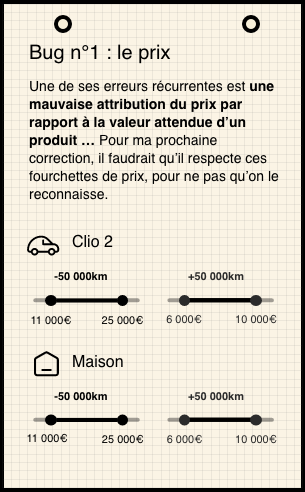 Bug n°1 : le prix
Une de ses erreurs récurrentes est une
mauvaise attribution du prix par
rapport à la valeur attendue d’un
produit ... Pour ma prochaine
correction, il faudrait qu’il respecte ces
fourchettes de prix, pour ne pas qu’on le
reconnaisse.
Clio 2
-50 000km +50 000km
11 000€ 25 000€ 6 000€ 10 000€
Maison
-50 000km +50 000km
11 000€ 25 000€ 6 000€ 10 000€